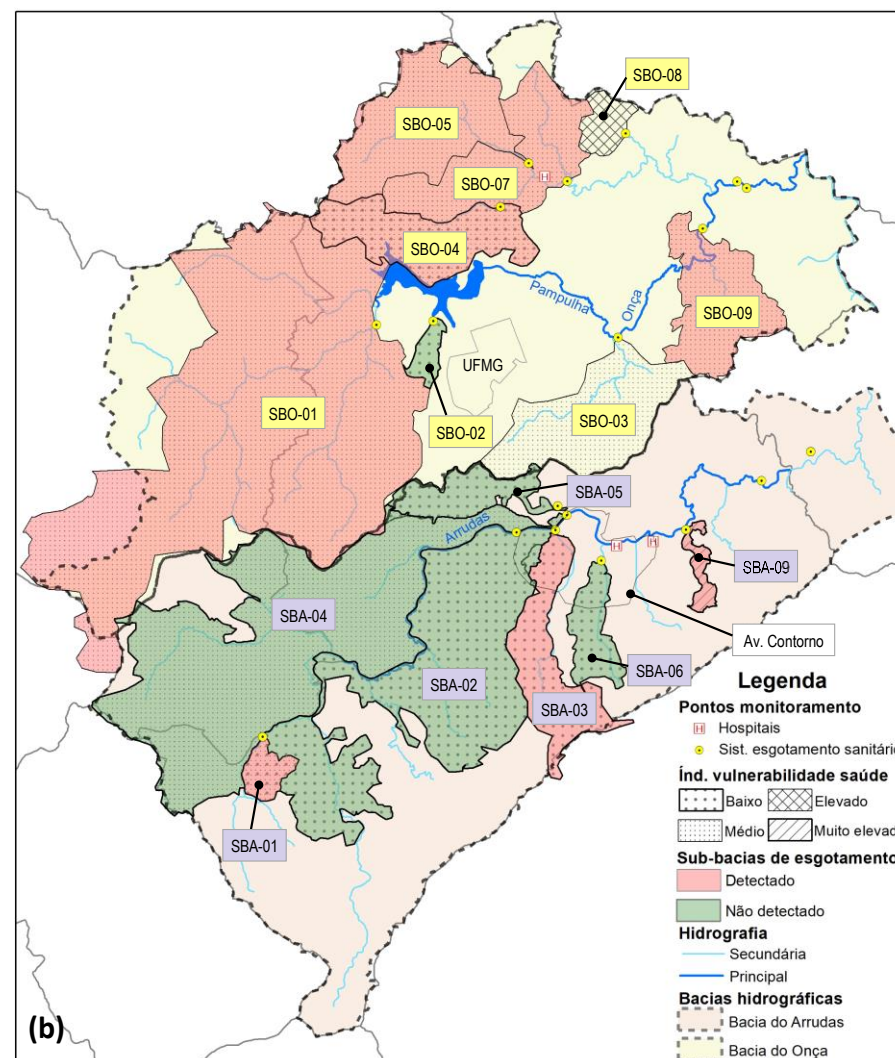 SBO-08
SBO-05
SBO-07
SBO-04
Pampulha
Onça
SBO-09
UFMG
SBO-01
SBO-02
SBO-03
SBA-05
Arrudas
SBA-09
SBA-04
Av. Contorno
SBA-06
SBA-02
SBA-03
SBA-01
Legenda
Pontos monitoramento
H Hospitais
Sist. esgotamento sanitári
Índ. vulnerabilidade saúde
Baixo Elevado
Médio Muito elevad
Sub-bacias de esgotamento
Detectado
Não detectado
Hidrografia
Secundária
Principal
Bacias hidrográficas
Bacia do Arrudas
Bacia do Onça
(b)